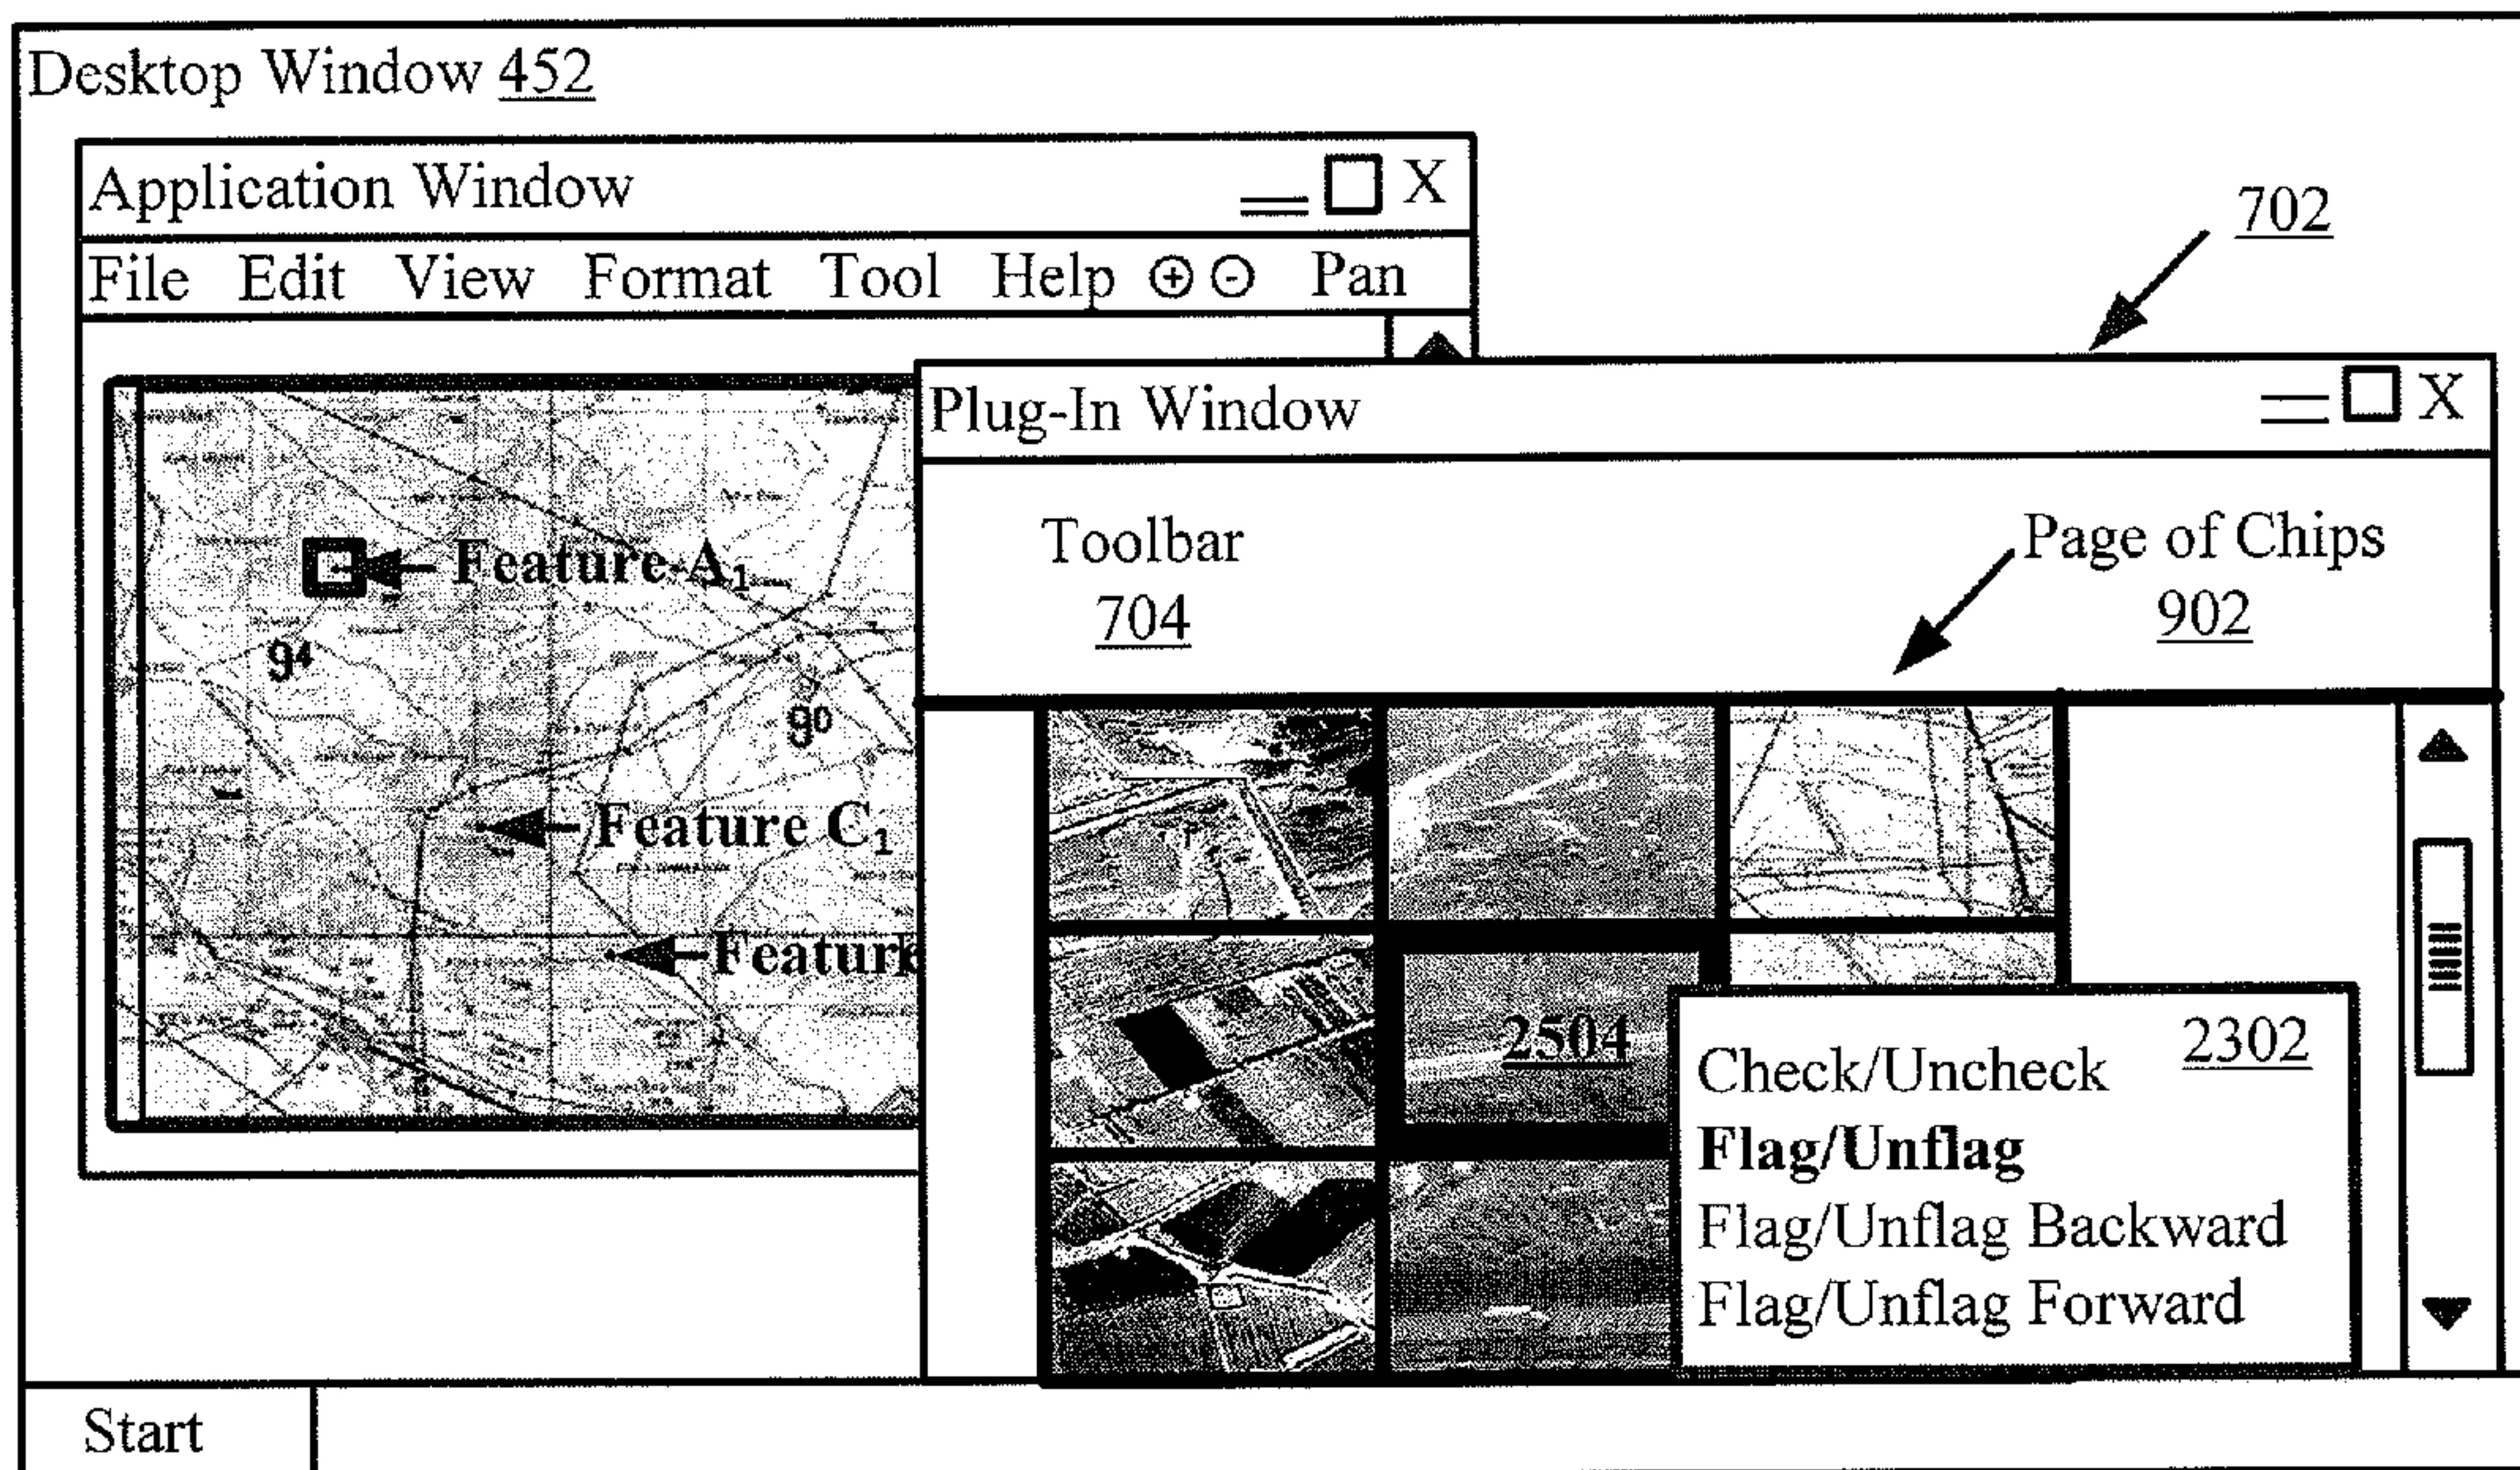 Desktop Window 452
Application Window X
File Edit View Format Tool Help + - Pan
702
Plug-In Window X
Toolbar
704
Page of Chips
902
Feature A1
94
90
Feature C1
Feature
2504
2302
Check/Uncheck
Flag/Unflag
Flag/Unflag Backward
Flag/Unflag Forward
Start